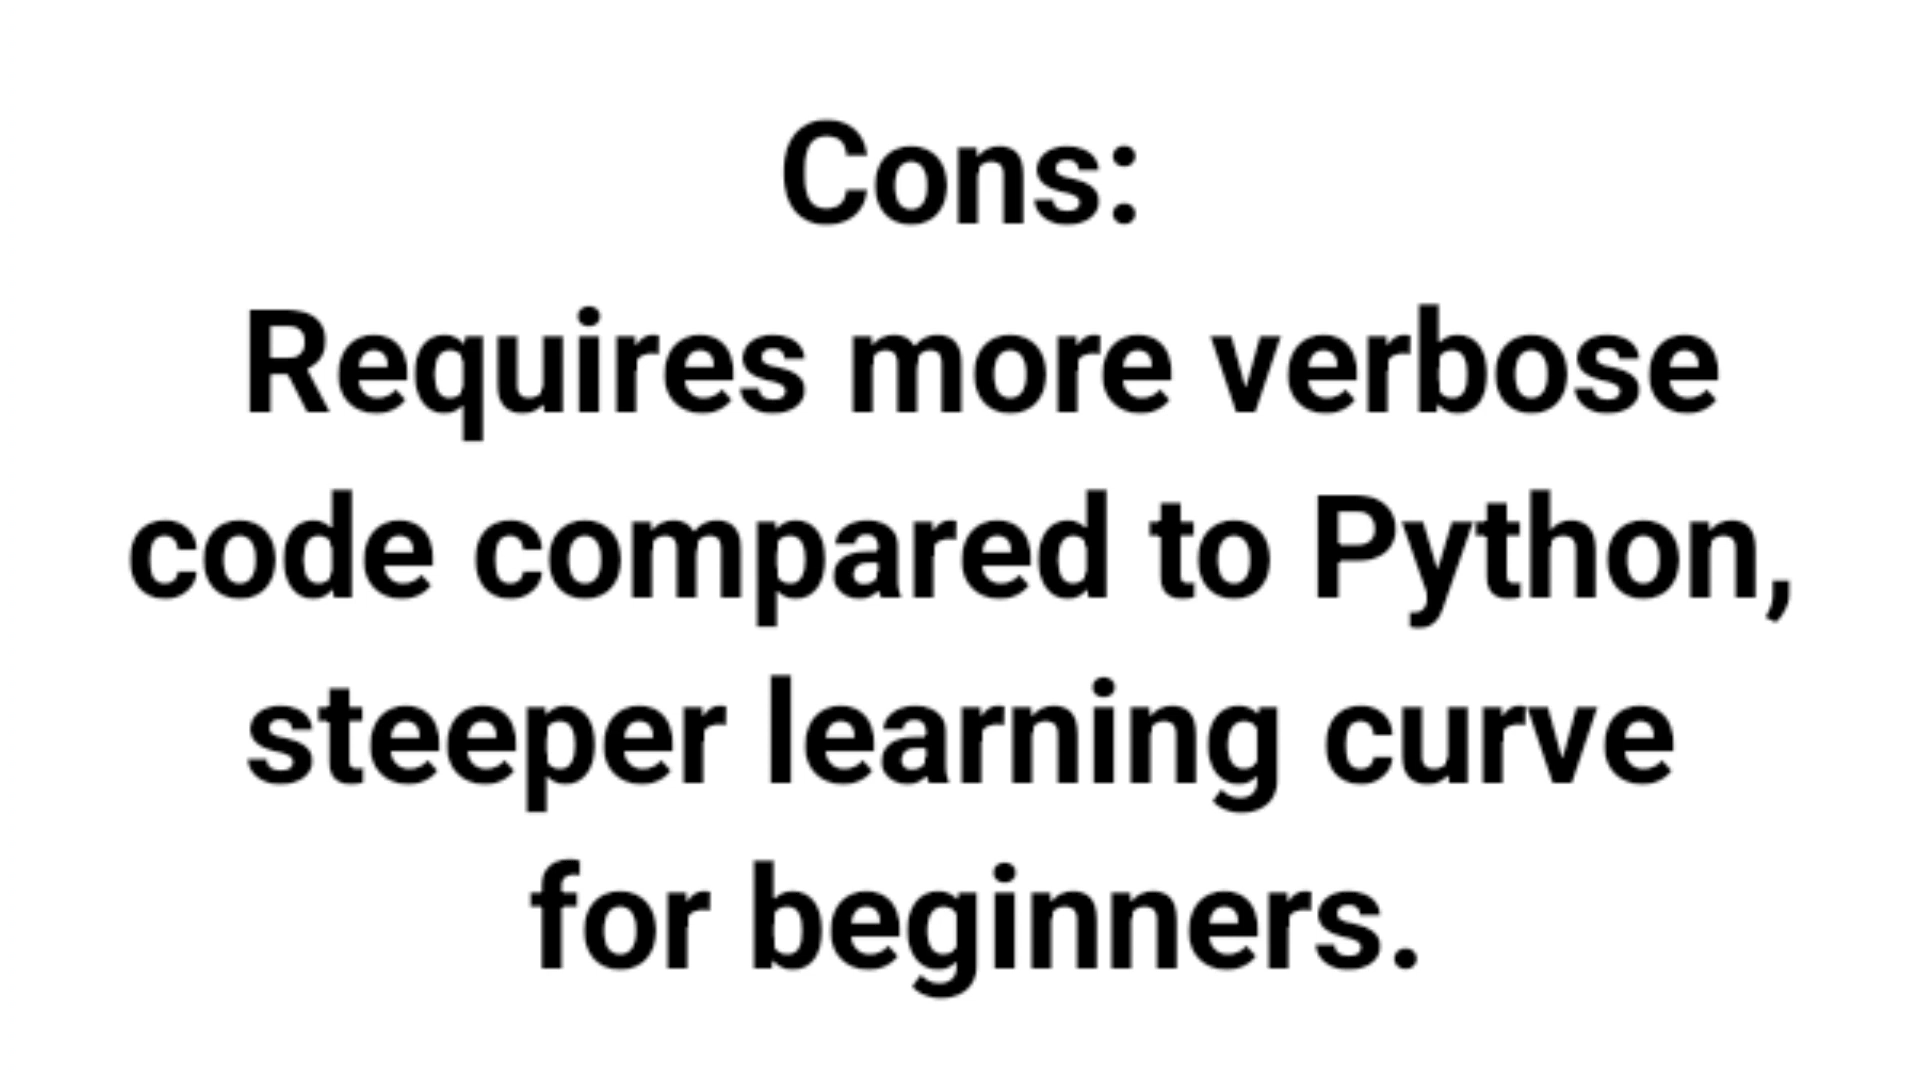 Cons:
Requires more verbose
code compared to Python,
steeper learning curve
for beginners.